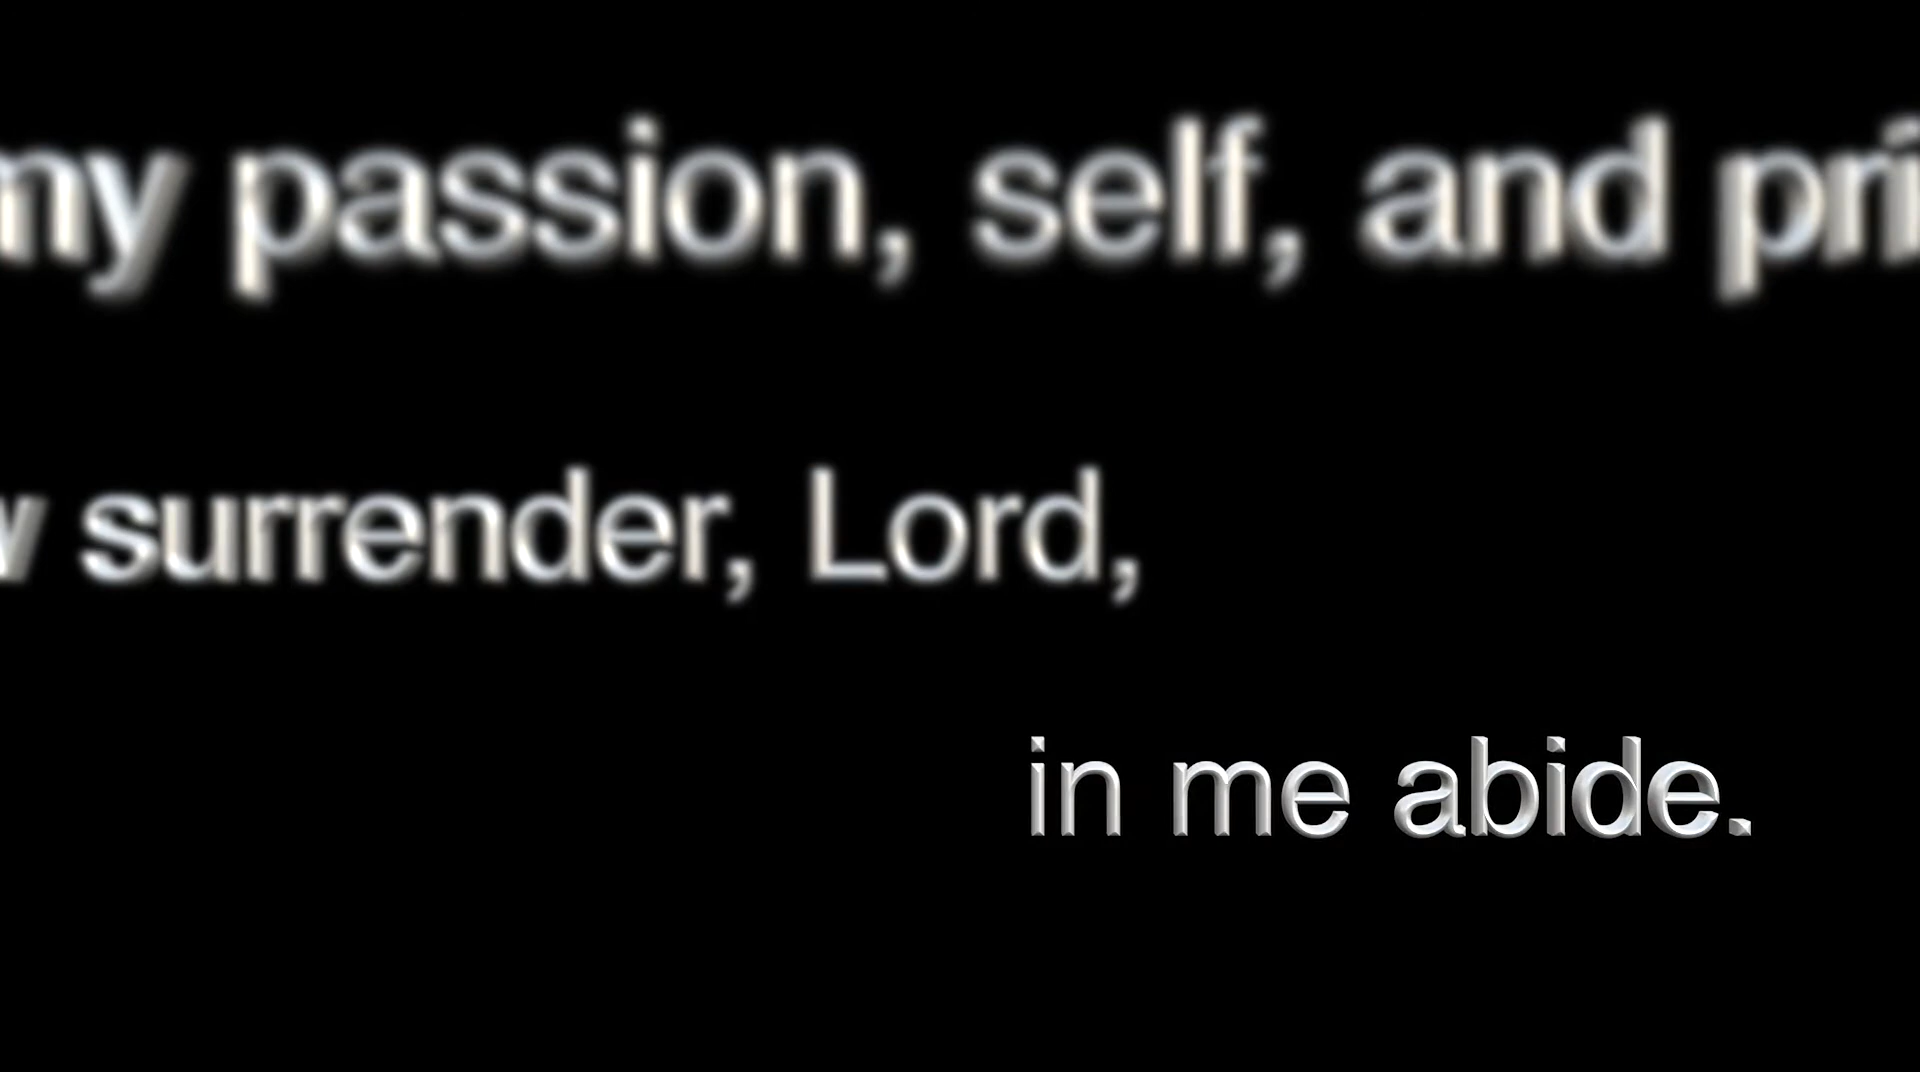 my passion, self, and pri
surrender, Lord,
in me abide.